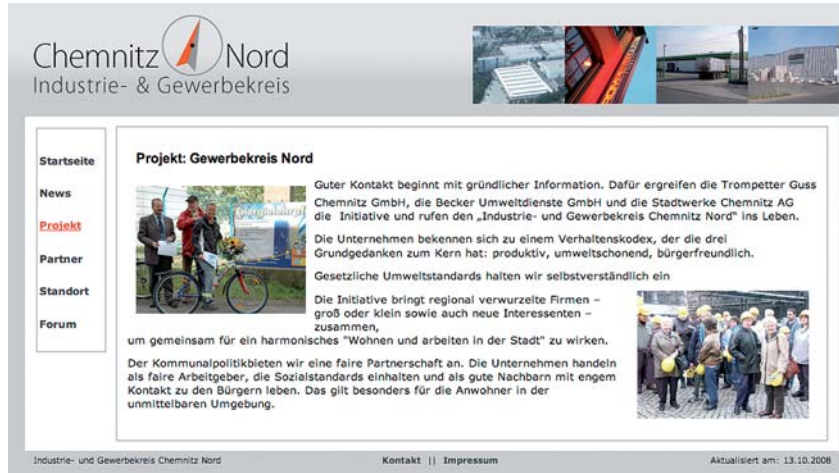 Chemnitz Nord
Industrie- & Gewerbekreis
Startseite
News
Projekt
Partner
Standort
Forum
Projekt: Gewerbekreis Nord
Guter Kontakt beginnt mit gründlicher Information. Dafür ergreifen die Trompetter Guss
Chemnitz GmbH, die Becker Umweltdienste GmbH und die Stadtwerke Chemnitz AG
die Initiative und rufen den „Industrie- und Gewerbekreis Chemnitz Nord" ins Leben.
Die Unternehmen bekennen sich zu einem Verhaltenskodex, der die drei
Grundgedanken zum Kern hat: produktiv, umweltschonend, bürgerfreundlich.
Gesetzliche Umweltstandards halten wir selbstverständlich ein
Die Initiative bringt regional verwurzelte Firmen –
groß oder klein sowie auch neue Interessenten –
zusammen,
um gemeinsam für ein harmonisches "Wohnen und arbeiten in der Stadt" zu wirken.
Der Kommunalpolitikbieten wir eine faire Partnerschaft an. Die Unternehmen handeln
als faire Arbeitgeber, die Sozialstandards einhalten und als gute Nachbarn mit engem
Kontakt zu den Bürgern leben. Das gilt besonders für die Anwohner in der
unmittelbaren Umgebung.
Industrie- und Gewerbekreis Chemnitz Nord
Kontakt || Impressum
Aktualisiert am: 13.10.2008